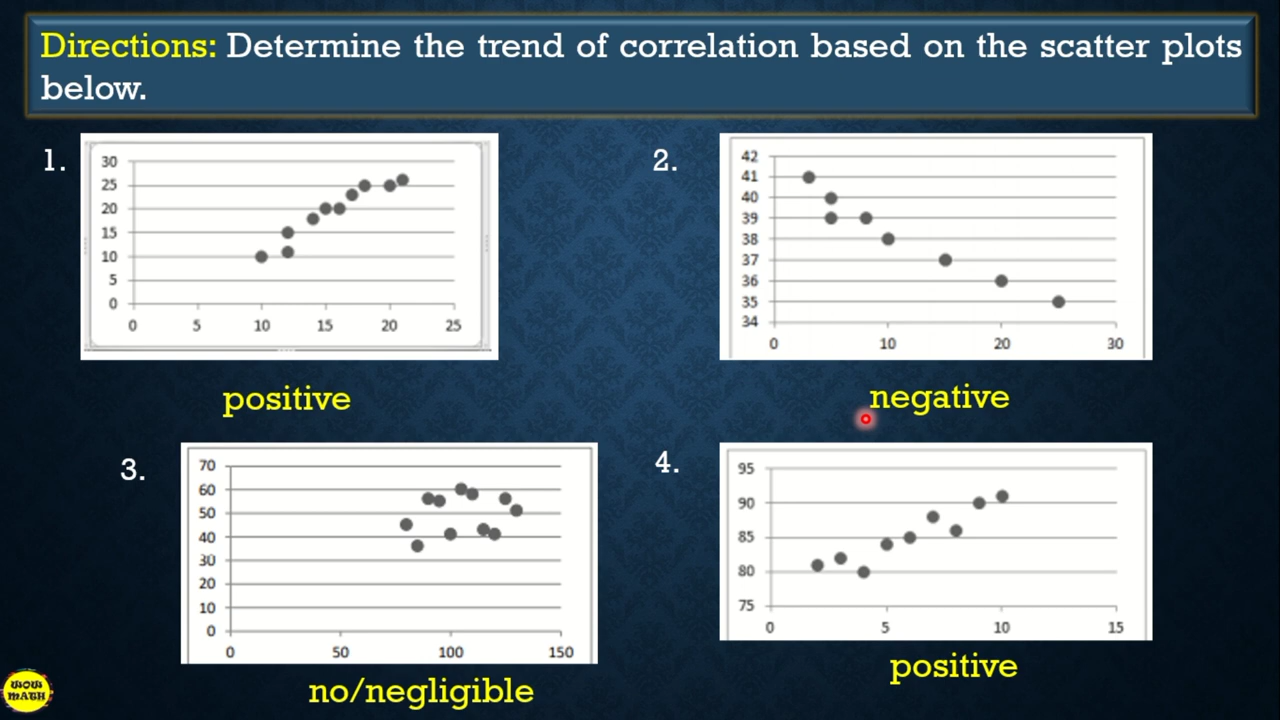 Directions: Determine the trend of correlation based on the scatter plots
below.
1.
30
25
20
15
10
5
0
0 5 10 15 20 25
positive
2.
42
41
40
39
38
37
36
35
34
0 10 20 30
negative
3.
70
60
50
40
30
20
10
0
0 50 100 150
no/negligible
4.
95
90
85
80
75
0 5 10 15
positive
WOW
MATH